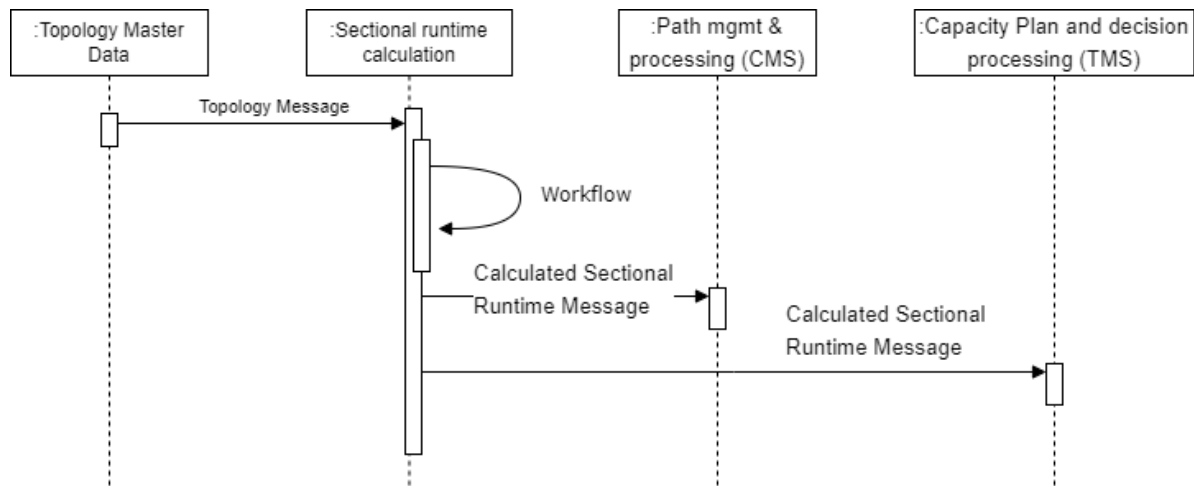 :Topology Master
Data
:Sectional runtime
calculation
:Path mgmt &
processing (CMS)
:Capacity Plan and decision
processing (TMS)
Topology Message
Workflow
Calculated Sectional
Runtime Message
Calculated Sectional
Runtime Message